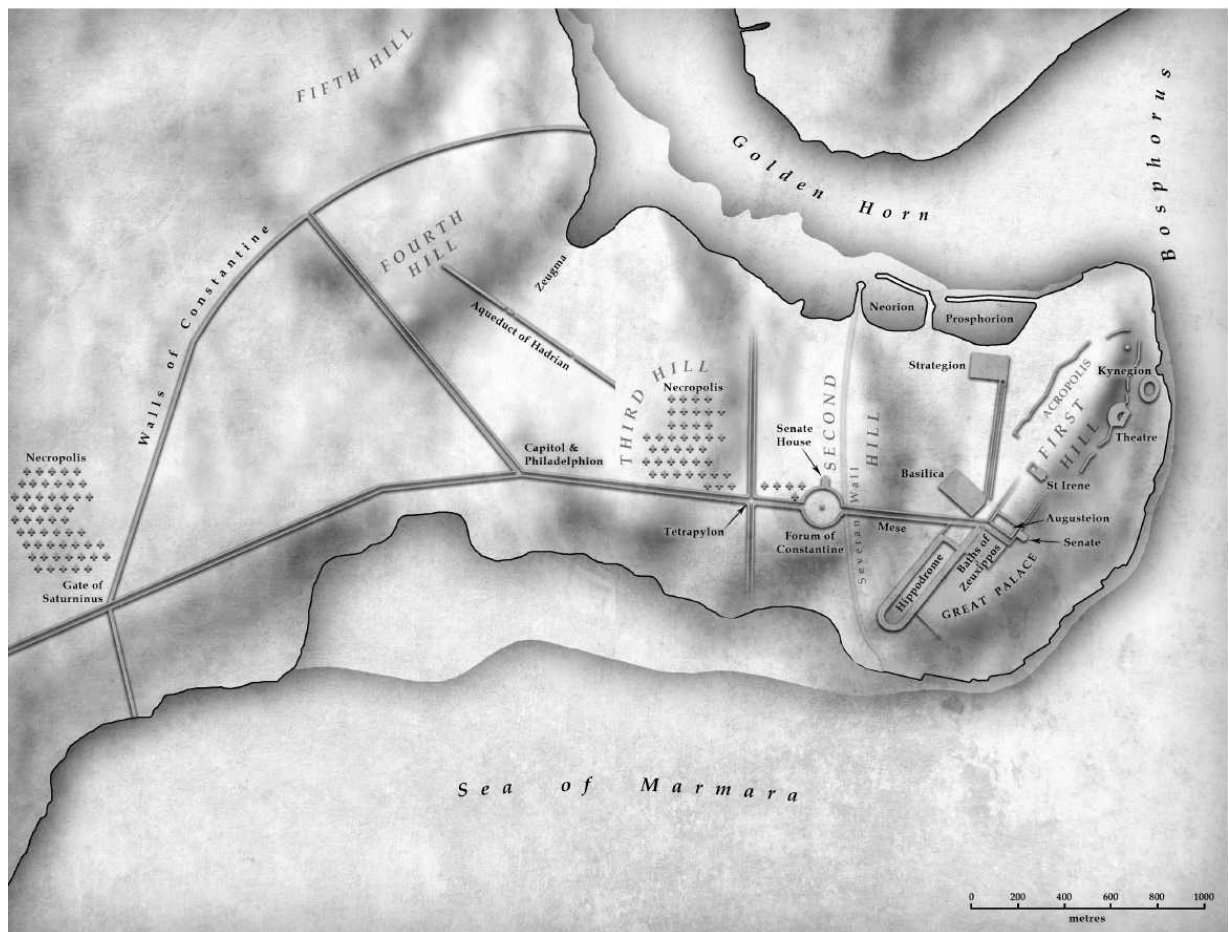 FIFTH HILL
Bosphorus
Golden Horn
Walls of Constantine
FOURTH
HILL
Zeugma
Aqueduct of Hadrian
Neorion
Prosphorion
Strategion
ACROPOLIS
Kynegion
THIRD HILL
Necropolis
SECOND
HILL
FIRST
HILL
Theatre
Senate
House
Capitol &
Philadelphion
Necropolis
Basilica
St Irene
Severan Wall
Augusteion
Tetrapylon
Forum of
Constantine
Mese
Senate
Hippodrome
Baths of
Zeuxippos
GREAT PALACE
Gate of
Saturninus
Sea of Marmara
0 200 400 600 800 1000
metres